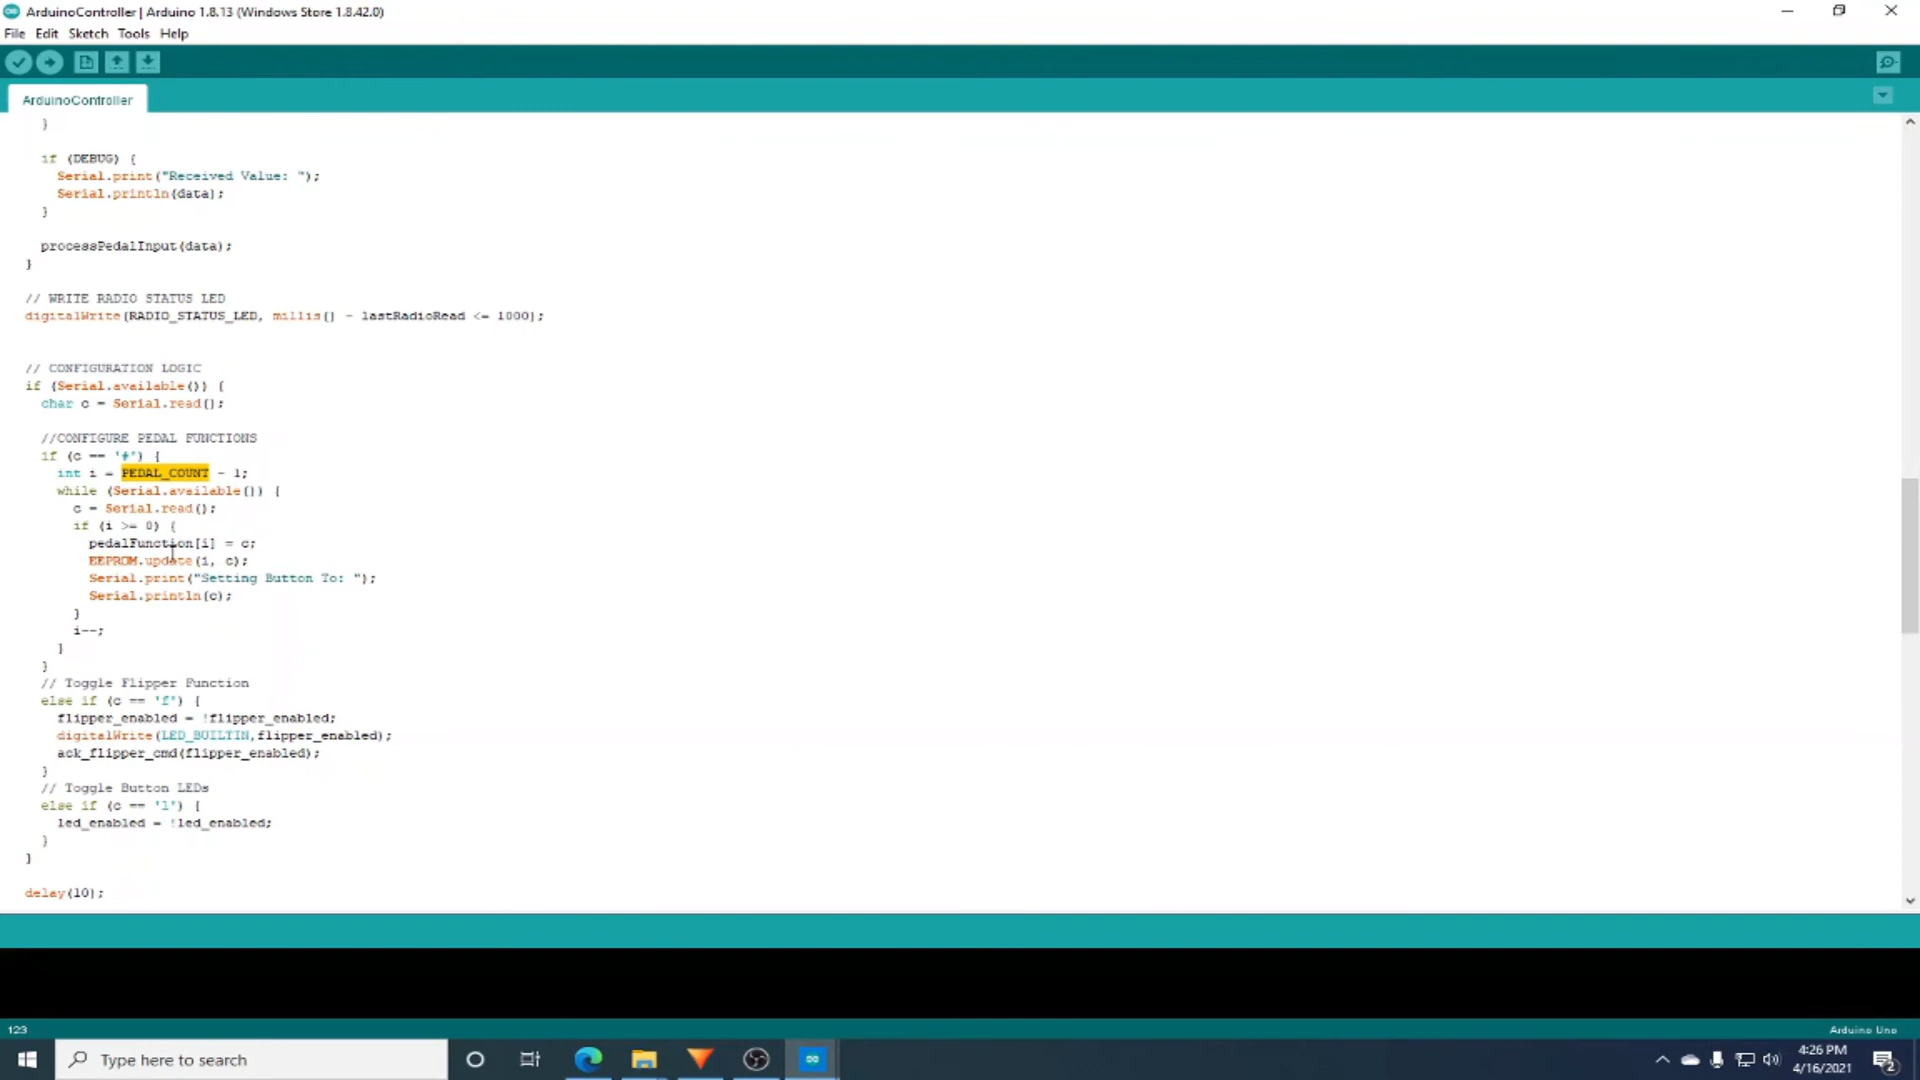 ArduinoController | Arduino 1.8.13 (Windows Store 1.8.42.0)
File Edit Sketch Tools Help
ArduinoController
}
if (DEBUG) {
Serial.print("Received Value: ");
Serial.println(data);
}
processPedalInput(data);
}
// WRITE RADIO STATUS LED
digitalWrite(RADIO_STATUS_LED, millis() - lastRadioRead <= 1000);
// CONFIGURATION LOGIC
if (Serial.available()) {
char c = Serial.read();
//CONFIGURE PEDAL FUNCTIONS
if (c == '#') {
int i = PEDAL_COUNT - 1;
while (Serial.available()) {
c = Serial.read();
if (i >= 0) {
pedalFunction[i] = c;
EEPROM.update(i, c);
Serial.print("Setting Button To: ");
Serial.println(c);
}
i--;
}
}
// Toggle Flipper Function
else if (c == 'f') {
flipper_enabled = !flipper_enabled;
digitalWrite(LED_BUILTIN,flipper_enabled);
ack_flipper_cmd(flipper_enabled);
}
// Toggle Button LEDs
else if (c == 'l') {
led_enabled = !led_enabled;
}
}
delay(10);
123
Arduino Uno
Type here to search
4:26 PM
4/16/2021
2